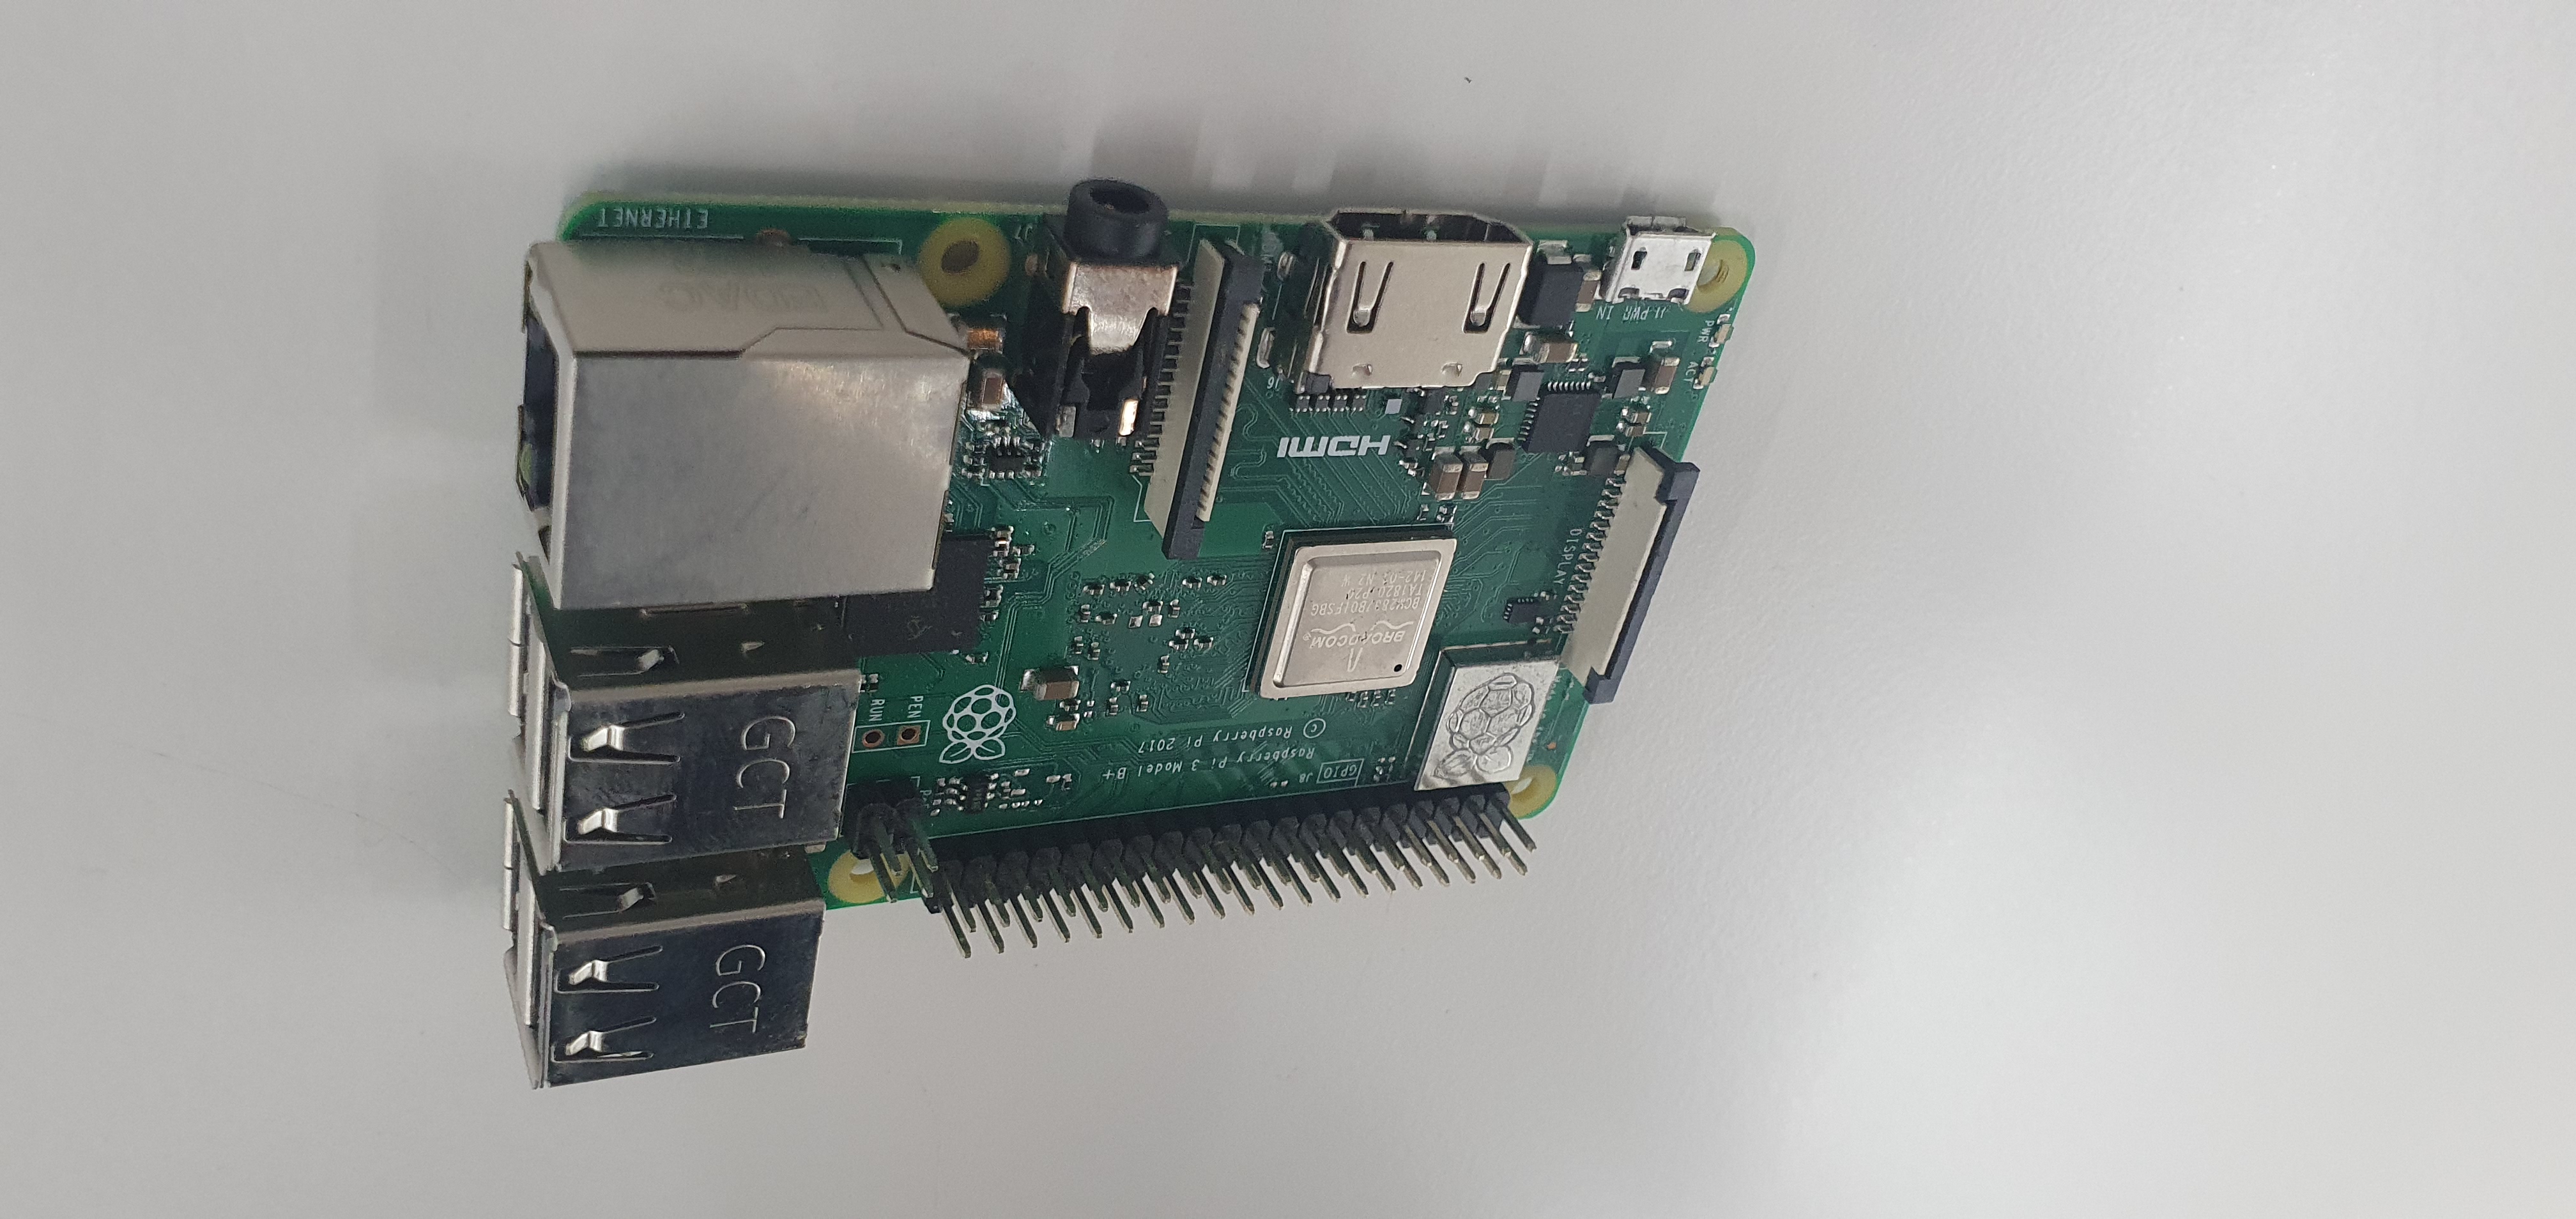 GCT
GCT
GPIO J8
Raspberry Pi 3 Model B+
© Raspberry Pi 2017
PEN
RUN
BROADCOM®
DISPLAY
HDMI
J6
ACT
PWR
J1 PWR IN
J7
ETHERNET